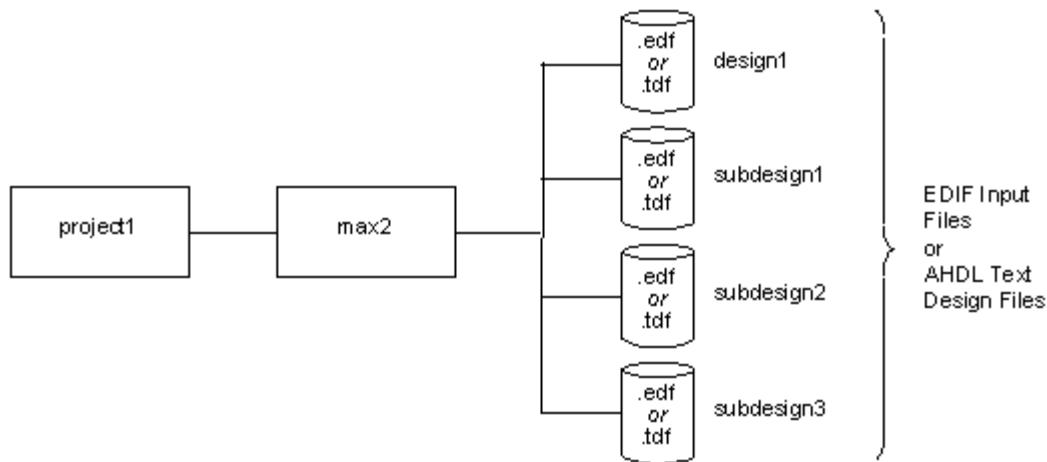 project1
max2
.edf
or
.tdf
design1
.edf
or
.tdf
subdesign1
.edf
or
.tdf
subdesign2
.edf
or
.tdf
subdesign3
EDIF Input
Files
or
AHDL Text
Design Files